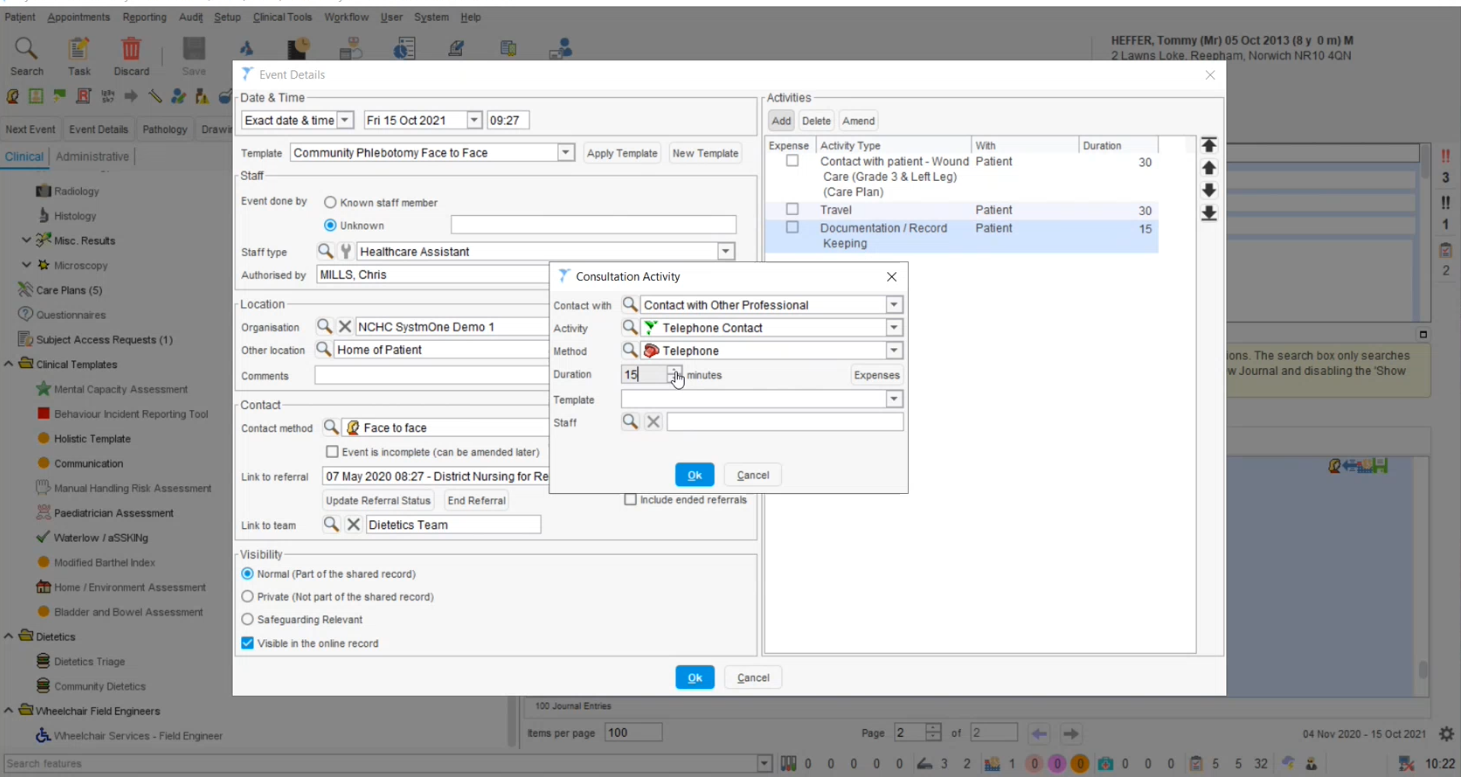 Patient Appointments Reporting Audit Setup Clinical Tools Workflow User System Help
HEFFER, Tommy (Mr) 05 Oct 2013 (8 y 0 m) M
2 Lawns Loke, Reepham, Norwich NR10 4QN
Search Task Discard Save
Next Event Event Details Pathology
Clinical Administrative
Radiology
Histology
Misc. Results
Microscopy
Care Plans (5)
Questionnaires
Subject Access Requests (1)
Clinical Templates
Mental Capacity Assessment
Behaviour Incident Reporting Tool
Holistic Template
Communication
Manual Handling Risk Assessment
Paediatrician Assessment
Waterlow / aSSKINg
Modified Barthel Index
Home / Environment Assessment
Bladder and Bowel Assessment
Dietetics
Dietetics Triage
Community Dietetics
Wheelchair Field Engineers
Wheelchair Services - Field Engineer
Search features
Event Details
Date & Time
Exact date & time Fri 15 Oct 2021 09:27
Template Community Phlebotomy Face to Face Apply Template New Template
Staff
Event done by Known staff member
Unknown
Staff type Healthcare Assistant
Authorised by MILLS, Chris
Location
Organisation NCHC SystmOne Demo 1
Other location Home of Patient
Comments
Contact
Contact method Face to face
Event is incomplete (can be amended later)
Link to referral 07 May 2020 08:27 - District Nursing for Re
Update Referral Status End Referral Include ended referrals
Link to team Dietetics Team
Visibility
Normal (Part of the shared record)
Private (Not part of the shared record)
Safeguarding Relevant
Visible in the online record
Ok Cancel
Activities
Add Delete Amend
Expense Activity Type With Duration
Contact with patient - Wound Patient 30
Care (Grade 3 & Left Leg)
(Care Plan)
Travel Patient 30
Documentation / Record Patient 15
Keeping
Consultation Activity
Contact with Contact with Other Professional
Activity Telephone Contact
Method Telephone
Duration 15 minutes Expenses
Template
Staff
Ok Cancel
ions. The search box only searches
w Journal and disabling the 'Show
!!
3
!!
1
2
100 Journal Entries
Items per page 100 Page 2 of 2 04 Nov 2020 - 15 Oct 2021
0 0 0 0 0 3 2 1 0 0 0 0 0 0 5 5 32 10:22